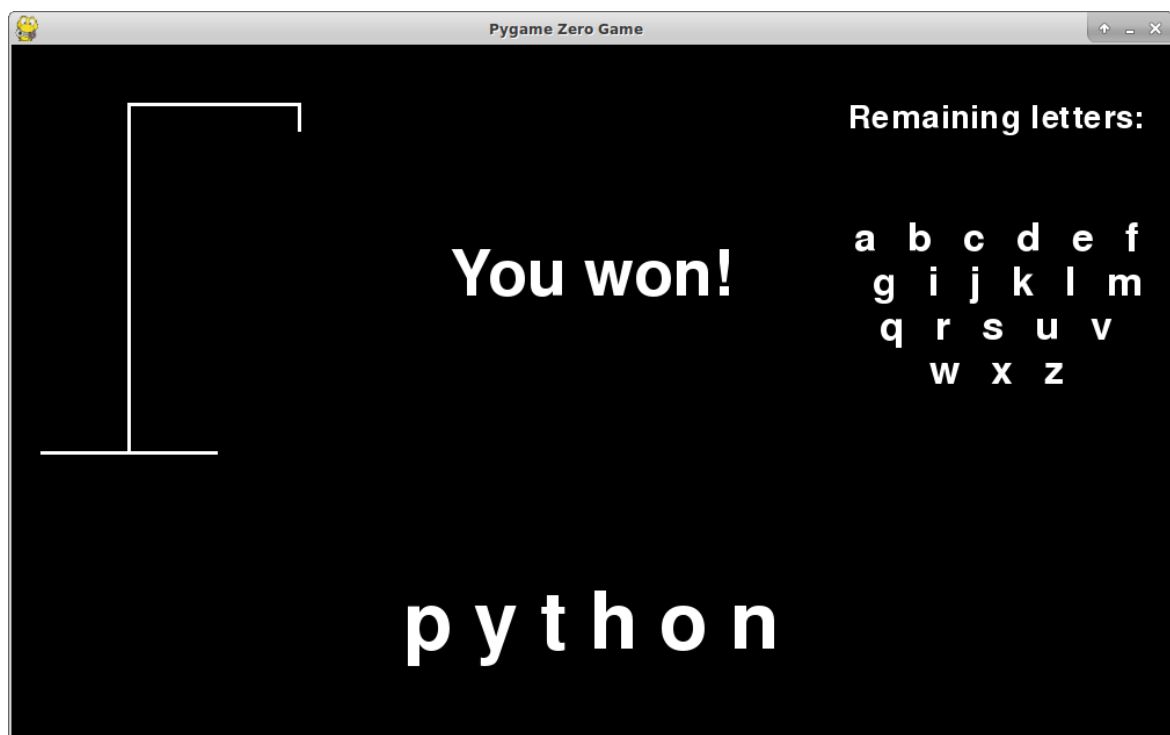 Pygame Zero Game
Remaining letters:
a b c d e f
g i j k l m
q r s u v
w x z
You won!
p y t h o n